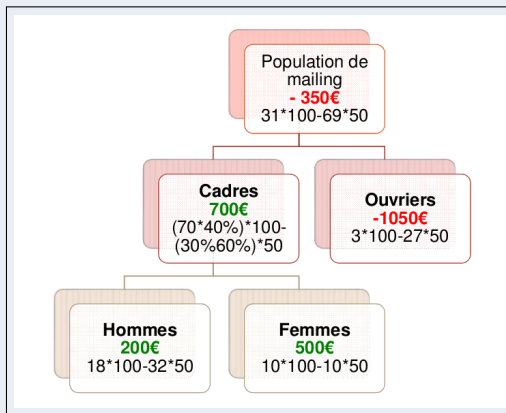 Population de
mailing
- 350€
31*100-69*50
Cadres
700€
(70*40%)*100-
(30%60%)*50
Ouvriers
-1050€
3*100-27*50
Hommes
200€
18*100-32*50
Femmes
500€
10*100-10*50